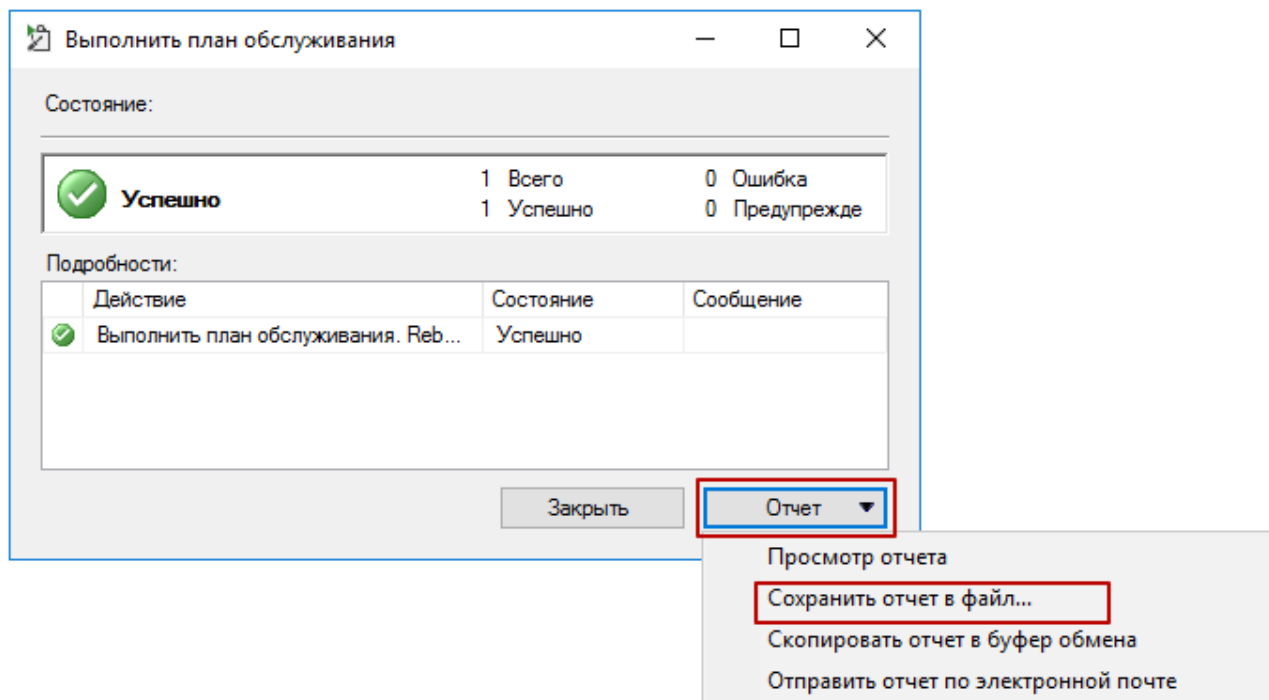 Выполнить план обслуживания
Состояние:
Успешно
1 Всего
0 Ошибка
1 Успешно
0 Предупрежде
Подробности:
Действие Состояние Сообщение
Выполнить план обслуживания. Reb... Успешно
Закрыть Отчет
Просмотр отчета
Сохранить отчет в файл...
Скопировать отчет в буфер обмена
Отправить отчет по электронной почте